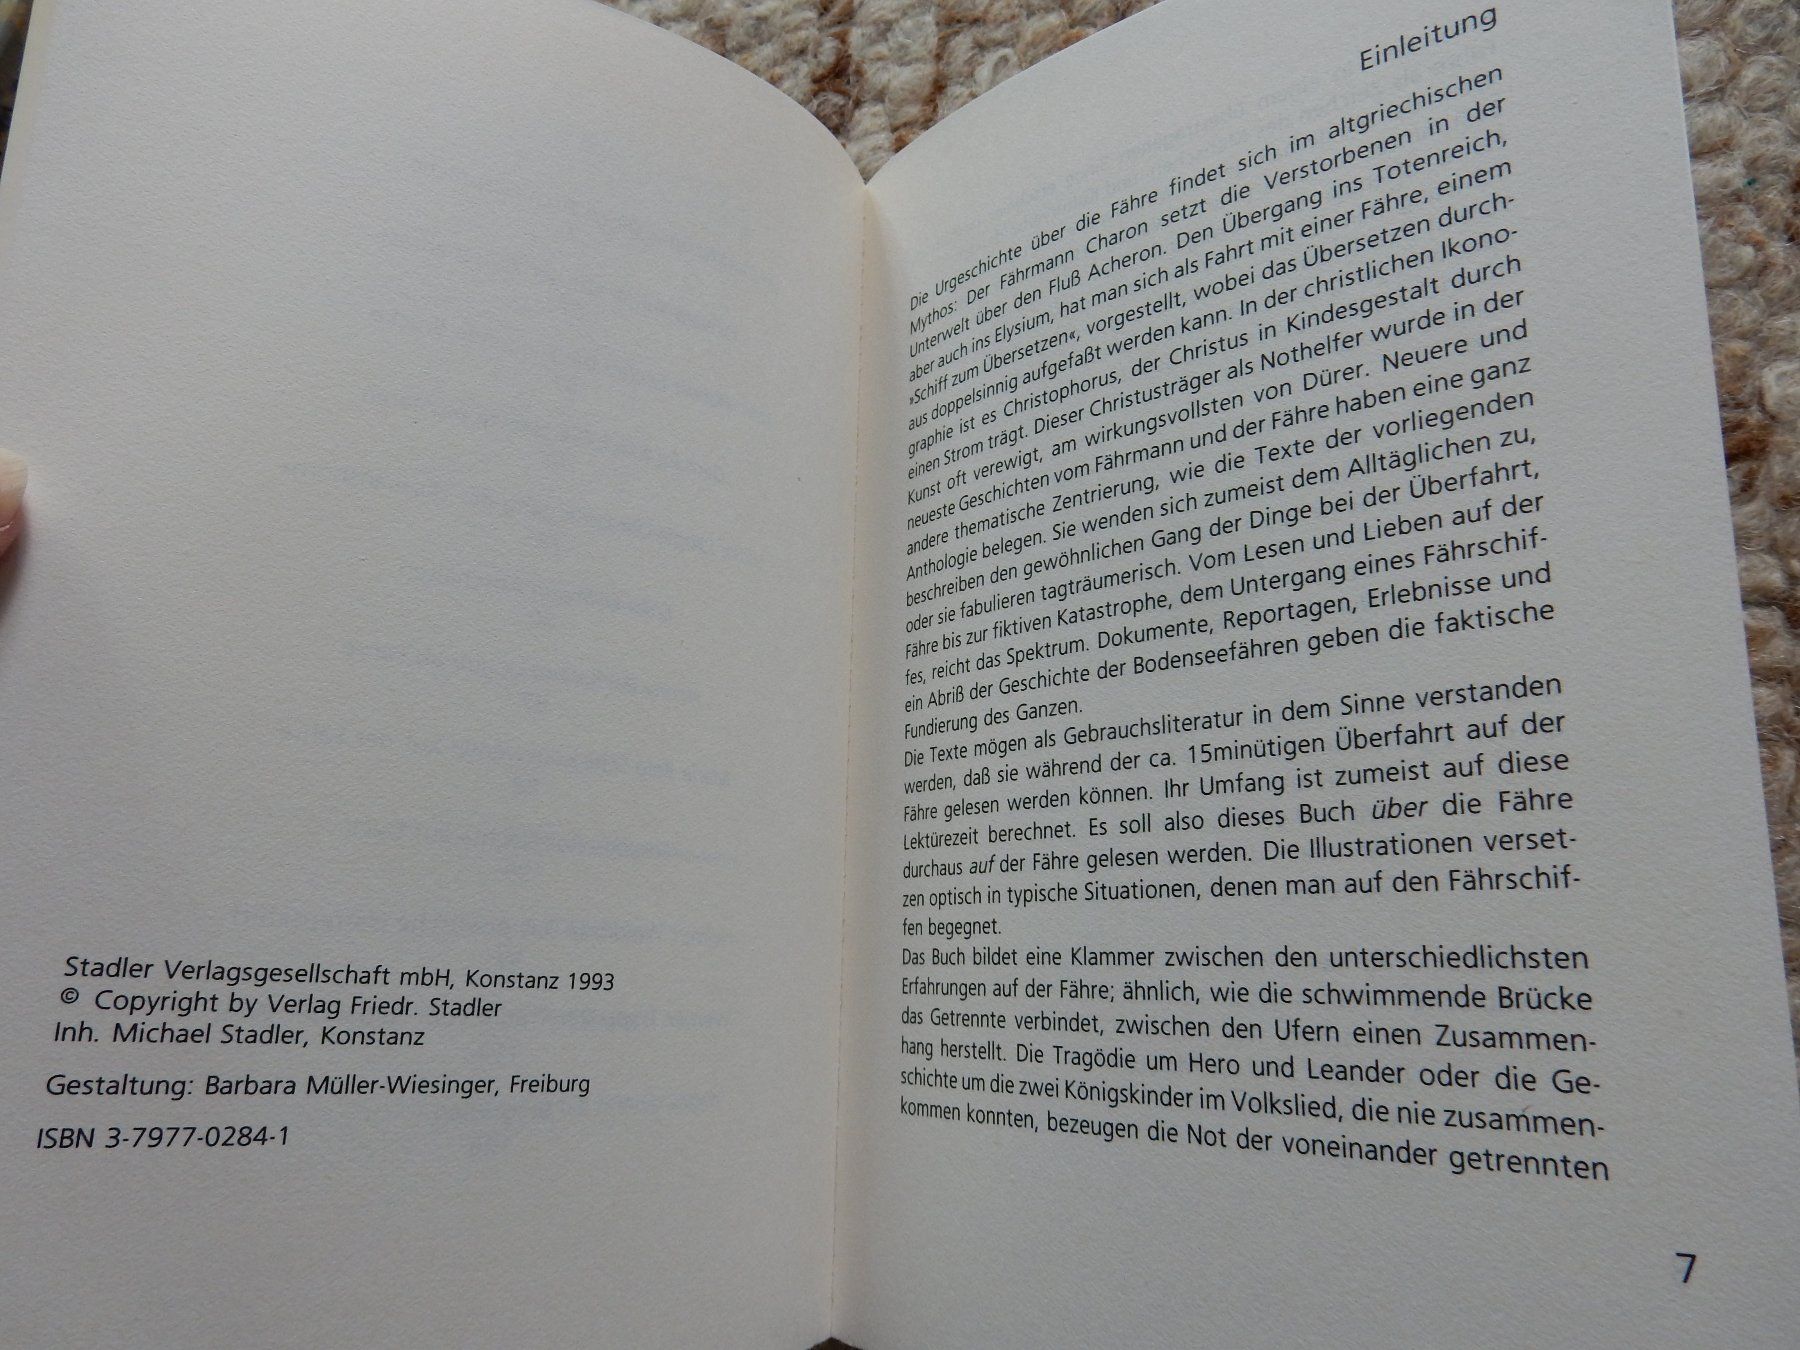 Stadler Verlagsgesellschaft mbH, Konstanz 1993
© Copyright by Verlag Friedr. Stadler
Inh. Michael Stadler, Konstanz
Gestaltung: Barbara Müller-Wiesinger, Freiburg
ISBN 3-7977-0284-1
Einleitung
Die Urgeschichte über die Fähre findet sich im altgriechischen
Mythos: Der Fährmann Charon setzt die Verstorbenen in der
Unterwelt über den Fluß Acheron. Den Übergang ins Totenreich,
aber auch ins Elysium, hat man sich als Fahrt mit einer Fähre, einem
»Schiff zum Übersetzen«, vorgestellt, wobei das Übersetzen durch-
aus doppelsinnig aufgefaßt werden kann. In der christlichen Ikono-
graphie ist es Christophorus, der Christus in Kindesgestalt durch
einen Strom trägt. Dieser Christusträger als Nothelfer wurde in der
Kunst oft verewigt, am wirkungsvollsten von Dürer. Neuere und
neueste Geschichten vom Fährmann und der Fähre haben eine ganz
andere thematische Zentrierung, wie die Texte der vorliegenden
Anthologie belegen. Sie wenden sich zumeist dem Alltäglichen zu,
beschreiben den gewöhnlichen Gang der Dinge bei der Überfahrt,
oder sie fabulieren tagträumerisch. Vom Lesen und Lieben auf der
Fähre bis zur fiktiven Katastrophe, dem Untergang eines Fährschif-
fes, reicht das Spektrum. Dokumente, Reportagen, Erlebnisse und
ein Abriß der Geschichte der Bodenseefähren geben die faktische
Fundierung des Ganzen.
Die Texte mögen als Gebrauchsliteratur in dem Sinne verstanden
werden, daß sie während der ca. 15minütigen Überfahrt auf der
Fähre gelesen werden können. Ihr Umfang ist zumeist auf diese
Lektürezeit berechnet. Es soll also dieses Buch über die Fähre
durchaus auf der Fähre gelesen werden. Die Illustrationen verset-
zen optisch in typische Situationen, denen man auf den Fährschif-
fen begegnet.
Das Buch bildet eine Klammer zwischen den unterschiedlichsten
Erfahrungen auf der Fähre; ähnlich, wie die schwimmende Brücke
das Getrennte verbindet, zwischen den Ufern einen Zusammen-
hang herstellt. Die Tragödie um Hero und Leander oder die Ge-
schichte um die zwei Königskinder im Volkslied, die nie zusammen-
kommen konnten, bezeugen die Not der voneinander getrennten
7